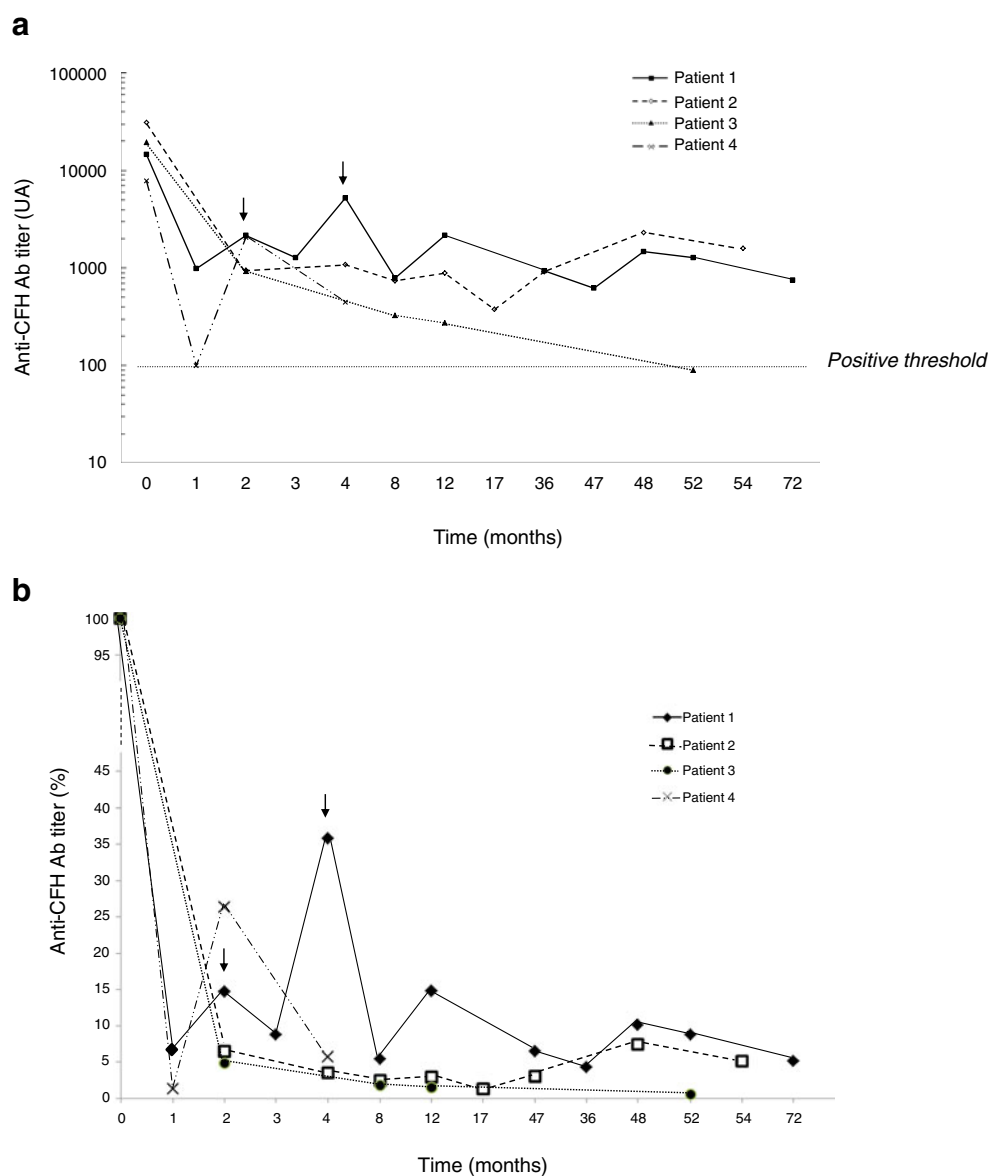 a
100000
10000
1000
100
10
Anti-CFH Ab titer (UA)
Patient 1
Patient 2
Patient 3
Patient 4
Positive threshold
0 1 2 3 4 8 12 17 36 47 48 52 54 72
Time (months)
b
100
95
45
40
35
30
25
20
15
10
5
0
Anti-CFH Ab titer (%)
Patient 1
Patient 2
Patient 3
Patient 4
0 1 2 3 4 8 12 17 47 36 48 52 54 72
Time (months)